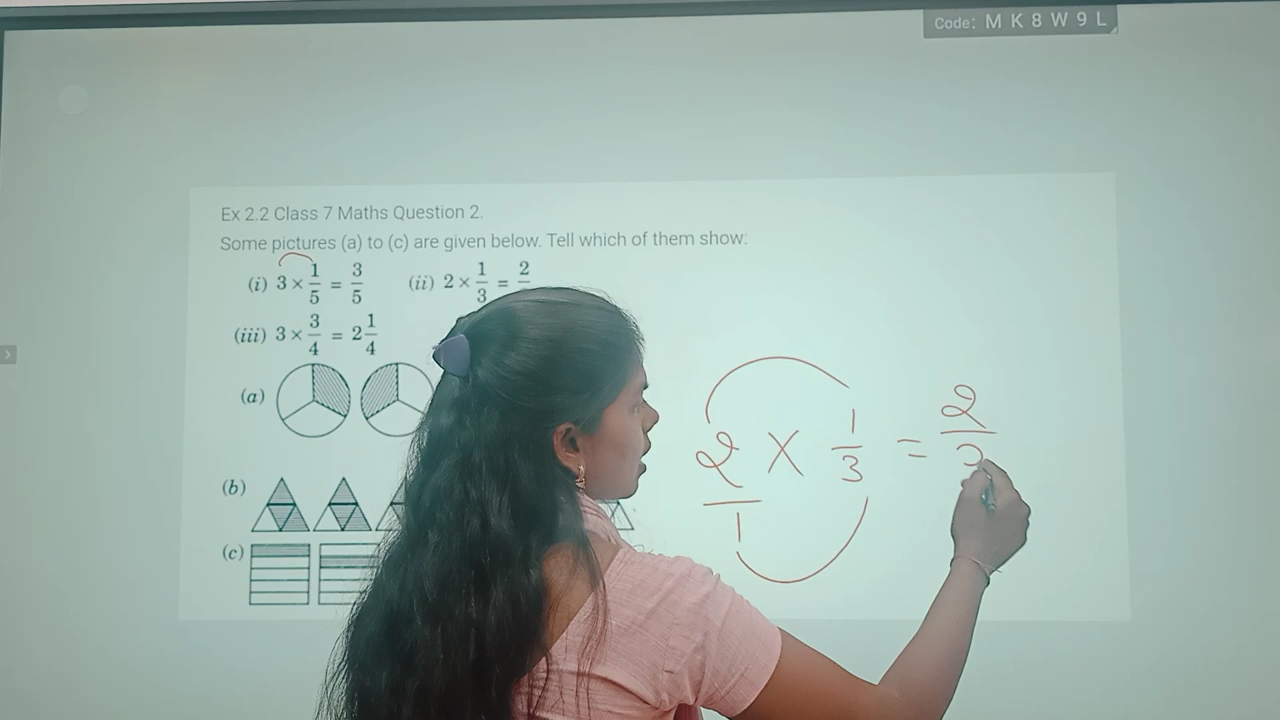 Code: M K 8 W 9 L
Ex 2.2 Class 7 Maths Question 2.
Some pictures (a) to (c) are given below. Tell which of them show:
(i) 3 × 1/5 = 3/5 (ii) 2 × 1/3 = 2/
(iii) 3 × 3/4 = 2 1/4
(a)
(b)
(c)
2/1 X 1/3 = 2/